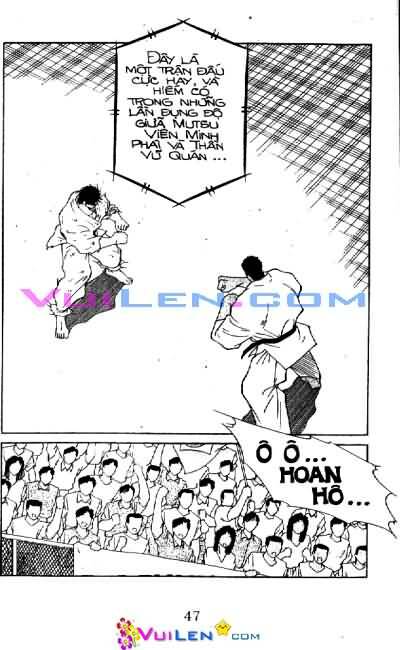 ĐÂY LÀ
MỘT TRẬN ĐẤU
CỰC HAY, VÀ
HIẾM CÓ
TRONG NHỮNG
LẦN ĐỤNG ĐỘ
GIỮA MUTSU
VIÊN MINH
PHÁI VÀ THẦN
VŨ QUÁN ...
VUILEN.COM
Ô Ô...
HOAN
HÔ...
47
VUILEN.COM